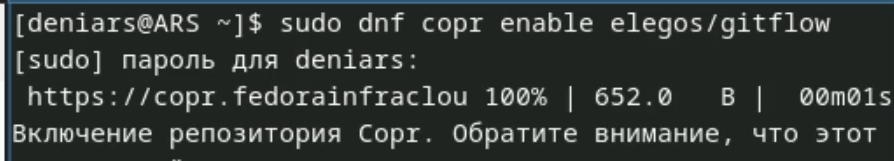 [deniars@ARS ~]$ sudo dnf copr enable elegos/gitflow
[sudo] пароль для deniars:
https://copr.fedorainfraclou 100% | 652.0   B |  00m01s
Включение репозитория Copr. Обратите внимание, что этот